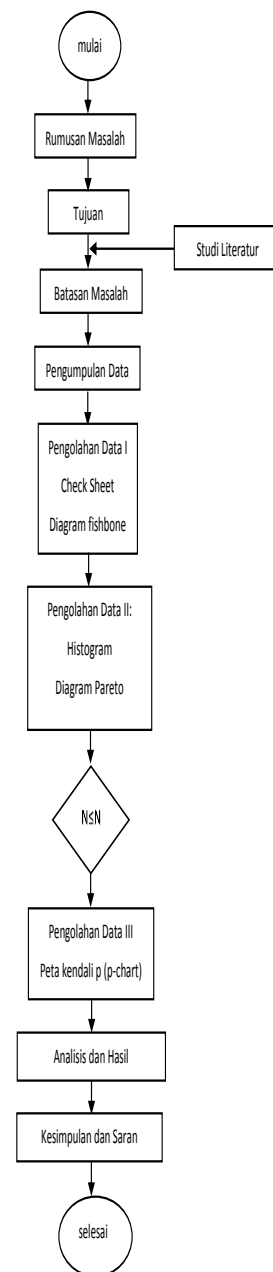 mulai
Rumusan Masalah
Tujuan
Studi Literatur
Batasan Masalah
Pengumpulan Data
Pengolahan Data I
Check Sheet
Diagram fishbone
Pengolahan Data II:
Histogram
Diagram Pareto
N≤N
Pengolahan Data III
Peta kendali p (p-chart)
Analisis dan Hasil
Kesimpulan dan Saran
selesai